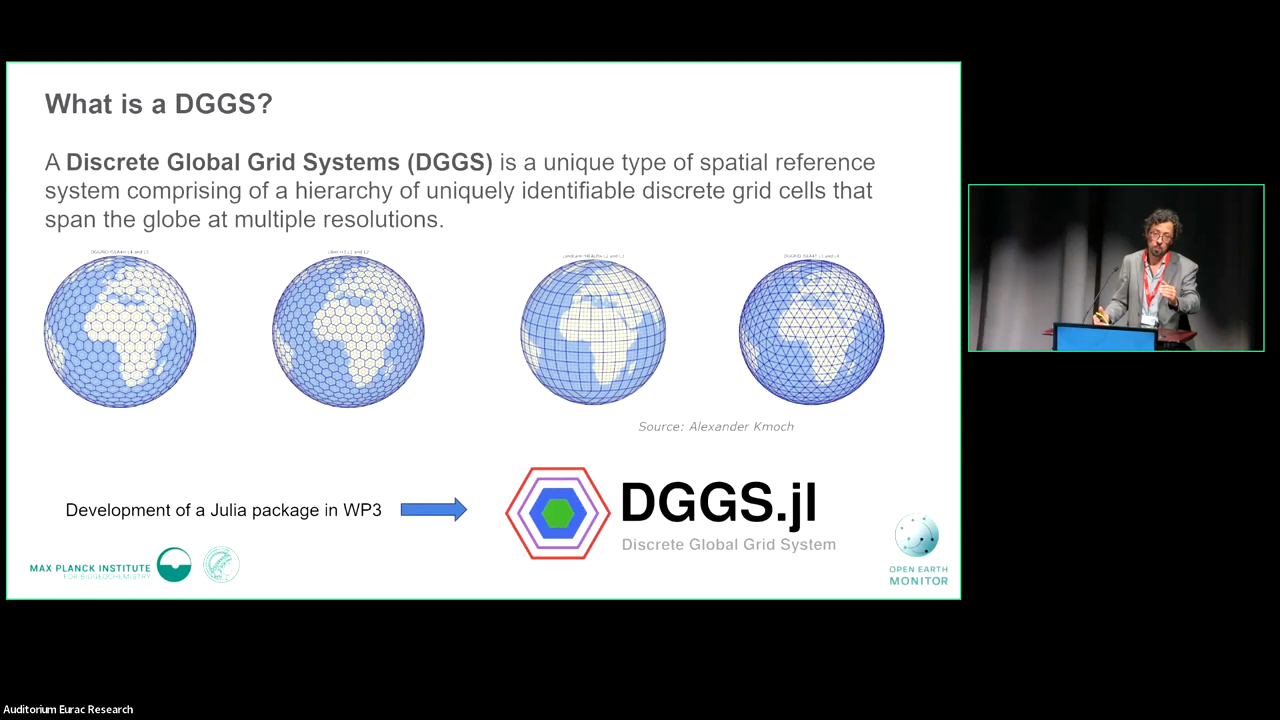 What is a DGGS?
A Discrete Global Grid Systems (DGGS) is a unique type of spatial reference
system comprising of a hierarchy of uniquely identifiable discrete grid cells that
span the globe at multiple resolutions.
Source: Alexander Kmoch
Development of a Julia package in WP3
DGGS.jl
Discrete Global Grid System
MAX PLANCK INSTITUTE
FOR BIOGEOCHEMISTRY
OPEN EARTH
MONITOR
Auditorium Eurac Research